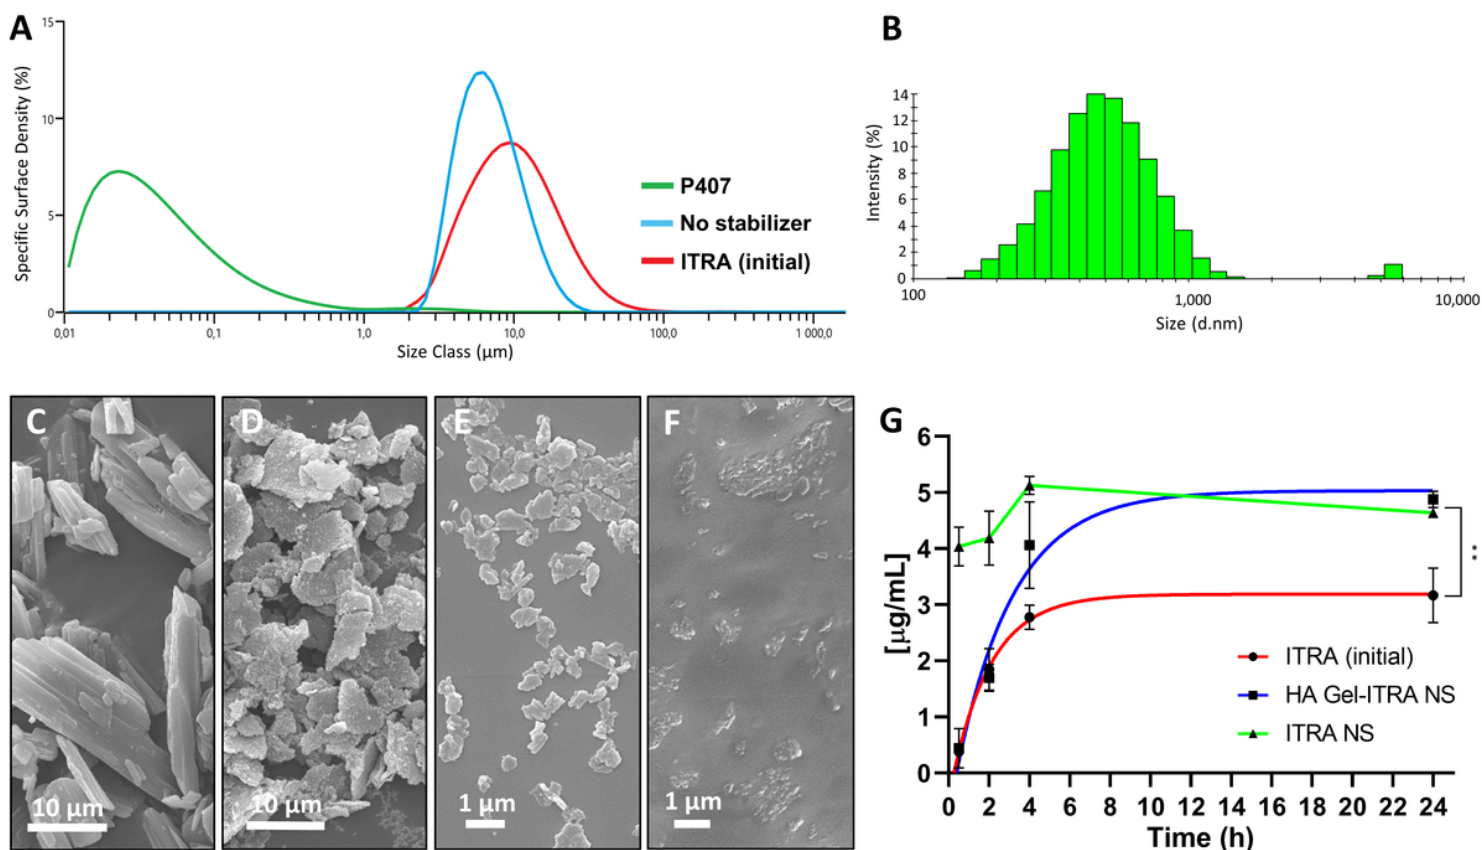 A
Specific Surface Density (%)
15
10
5
0
0,01 0,1 1,0 10,0 100,0 1 000,0
Size Class (µm)
P407
No stabilizer
ITRA (initial)
B
Intensity (%)
14
12
10
8
6
4
2
0
100 1,000 10,000
Size (d.nm)
C
10 µm
D
10 µm
E
1 µm
F
1 µm
G
[µg/mL]
6
5
4
3
2
1
0
0 2 4 6 8 10 12 14 16 18 20 22 24
Time (h)
**
ITRA (initial)
HA Gel-ITRA NS
ITRA NS